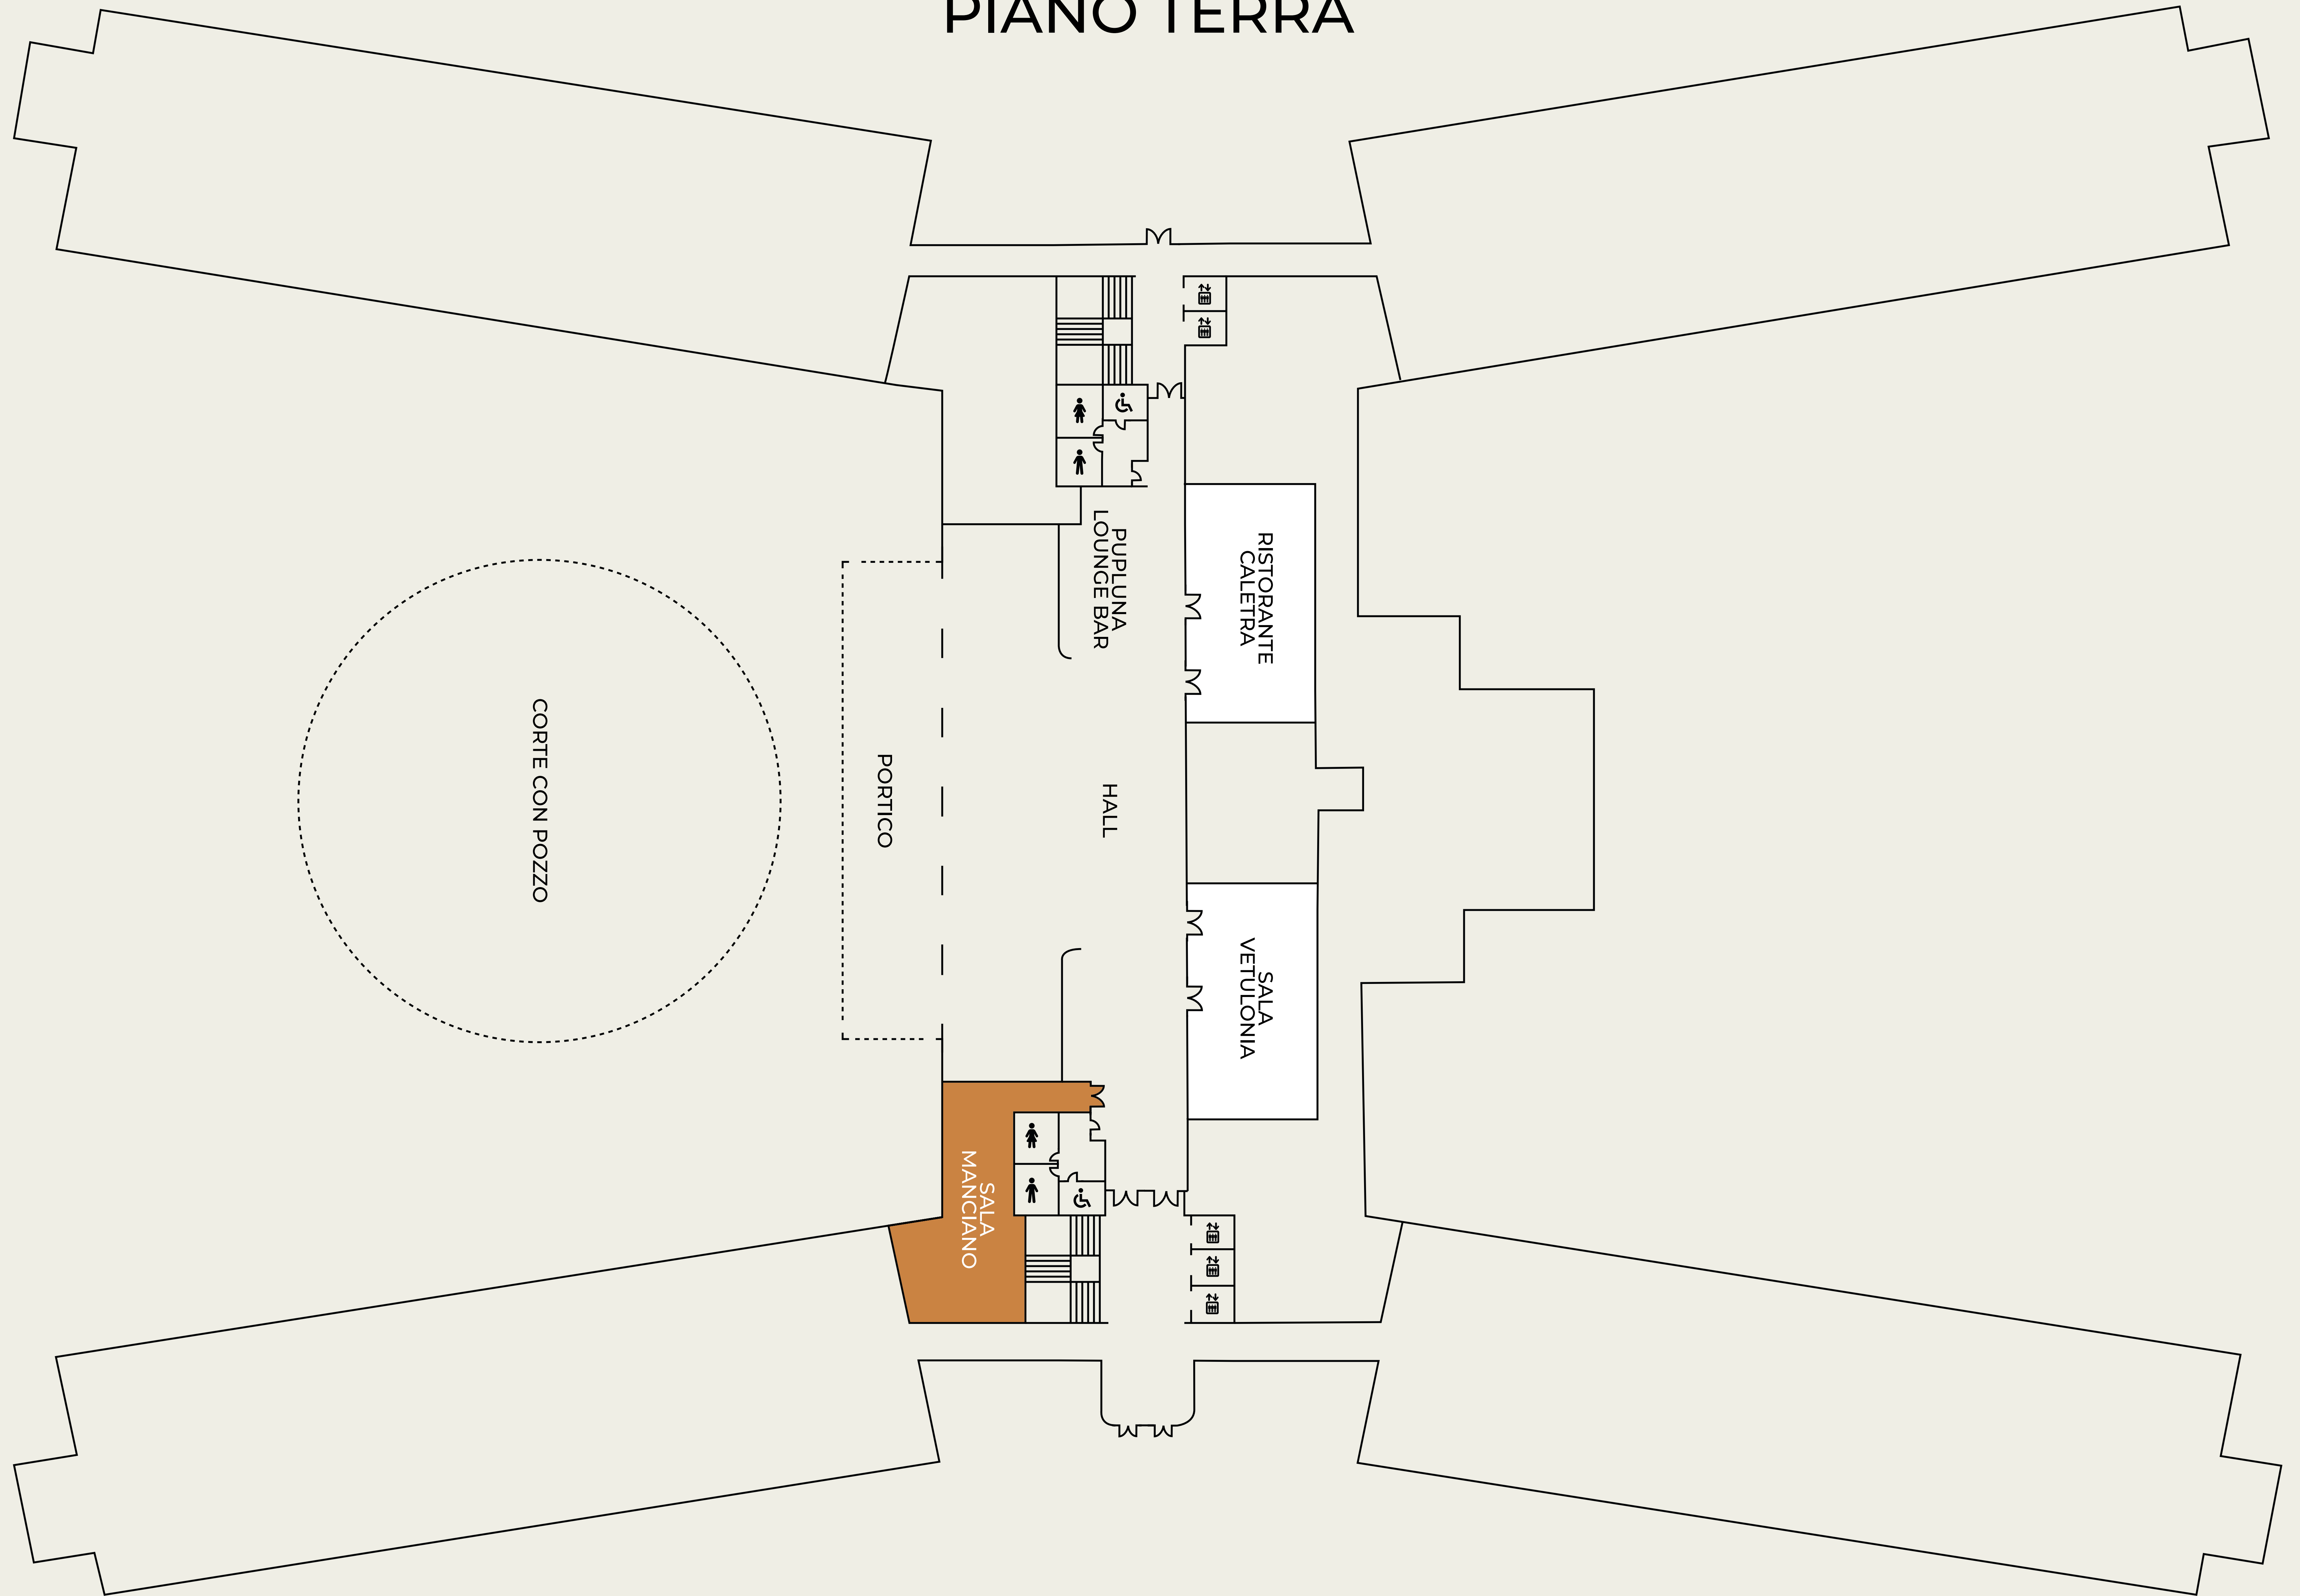 PIANO TERRA
PUPLUNA
LOUNGE BAR
RISTORANTE
CALETRA
CORTE CON POZZO
PORTICO
HALL
SALA
VETULONIA
SALA
MANCIANO